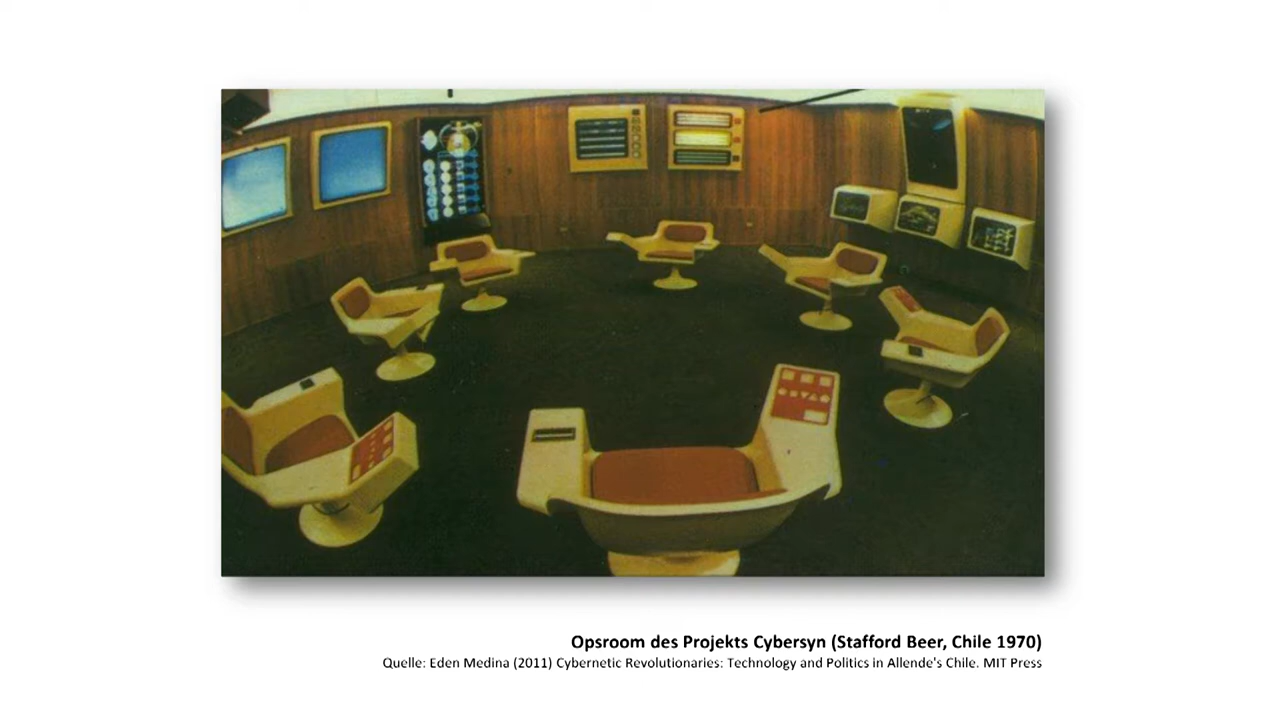 Opsroom des Projekts Cybersyn (Stafford Beer, Chile 1970)
Quelle: Eden Medina (2011) Cybernetic Revolutionaries: Technology and Politics in Allende's Chile. MIT Press